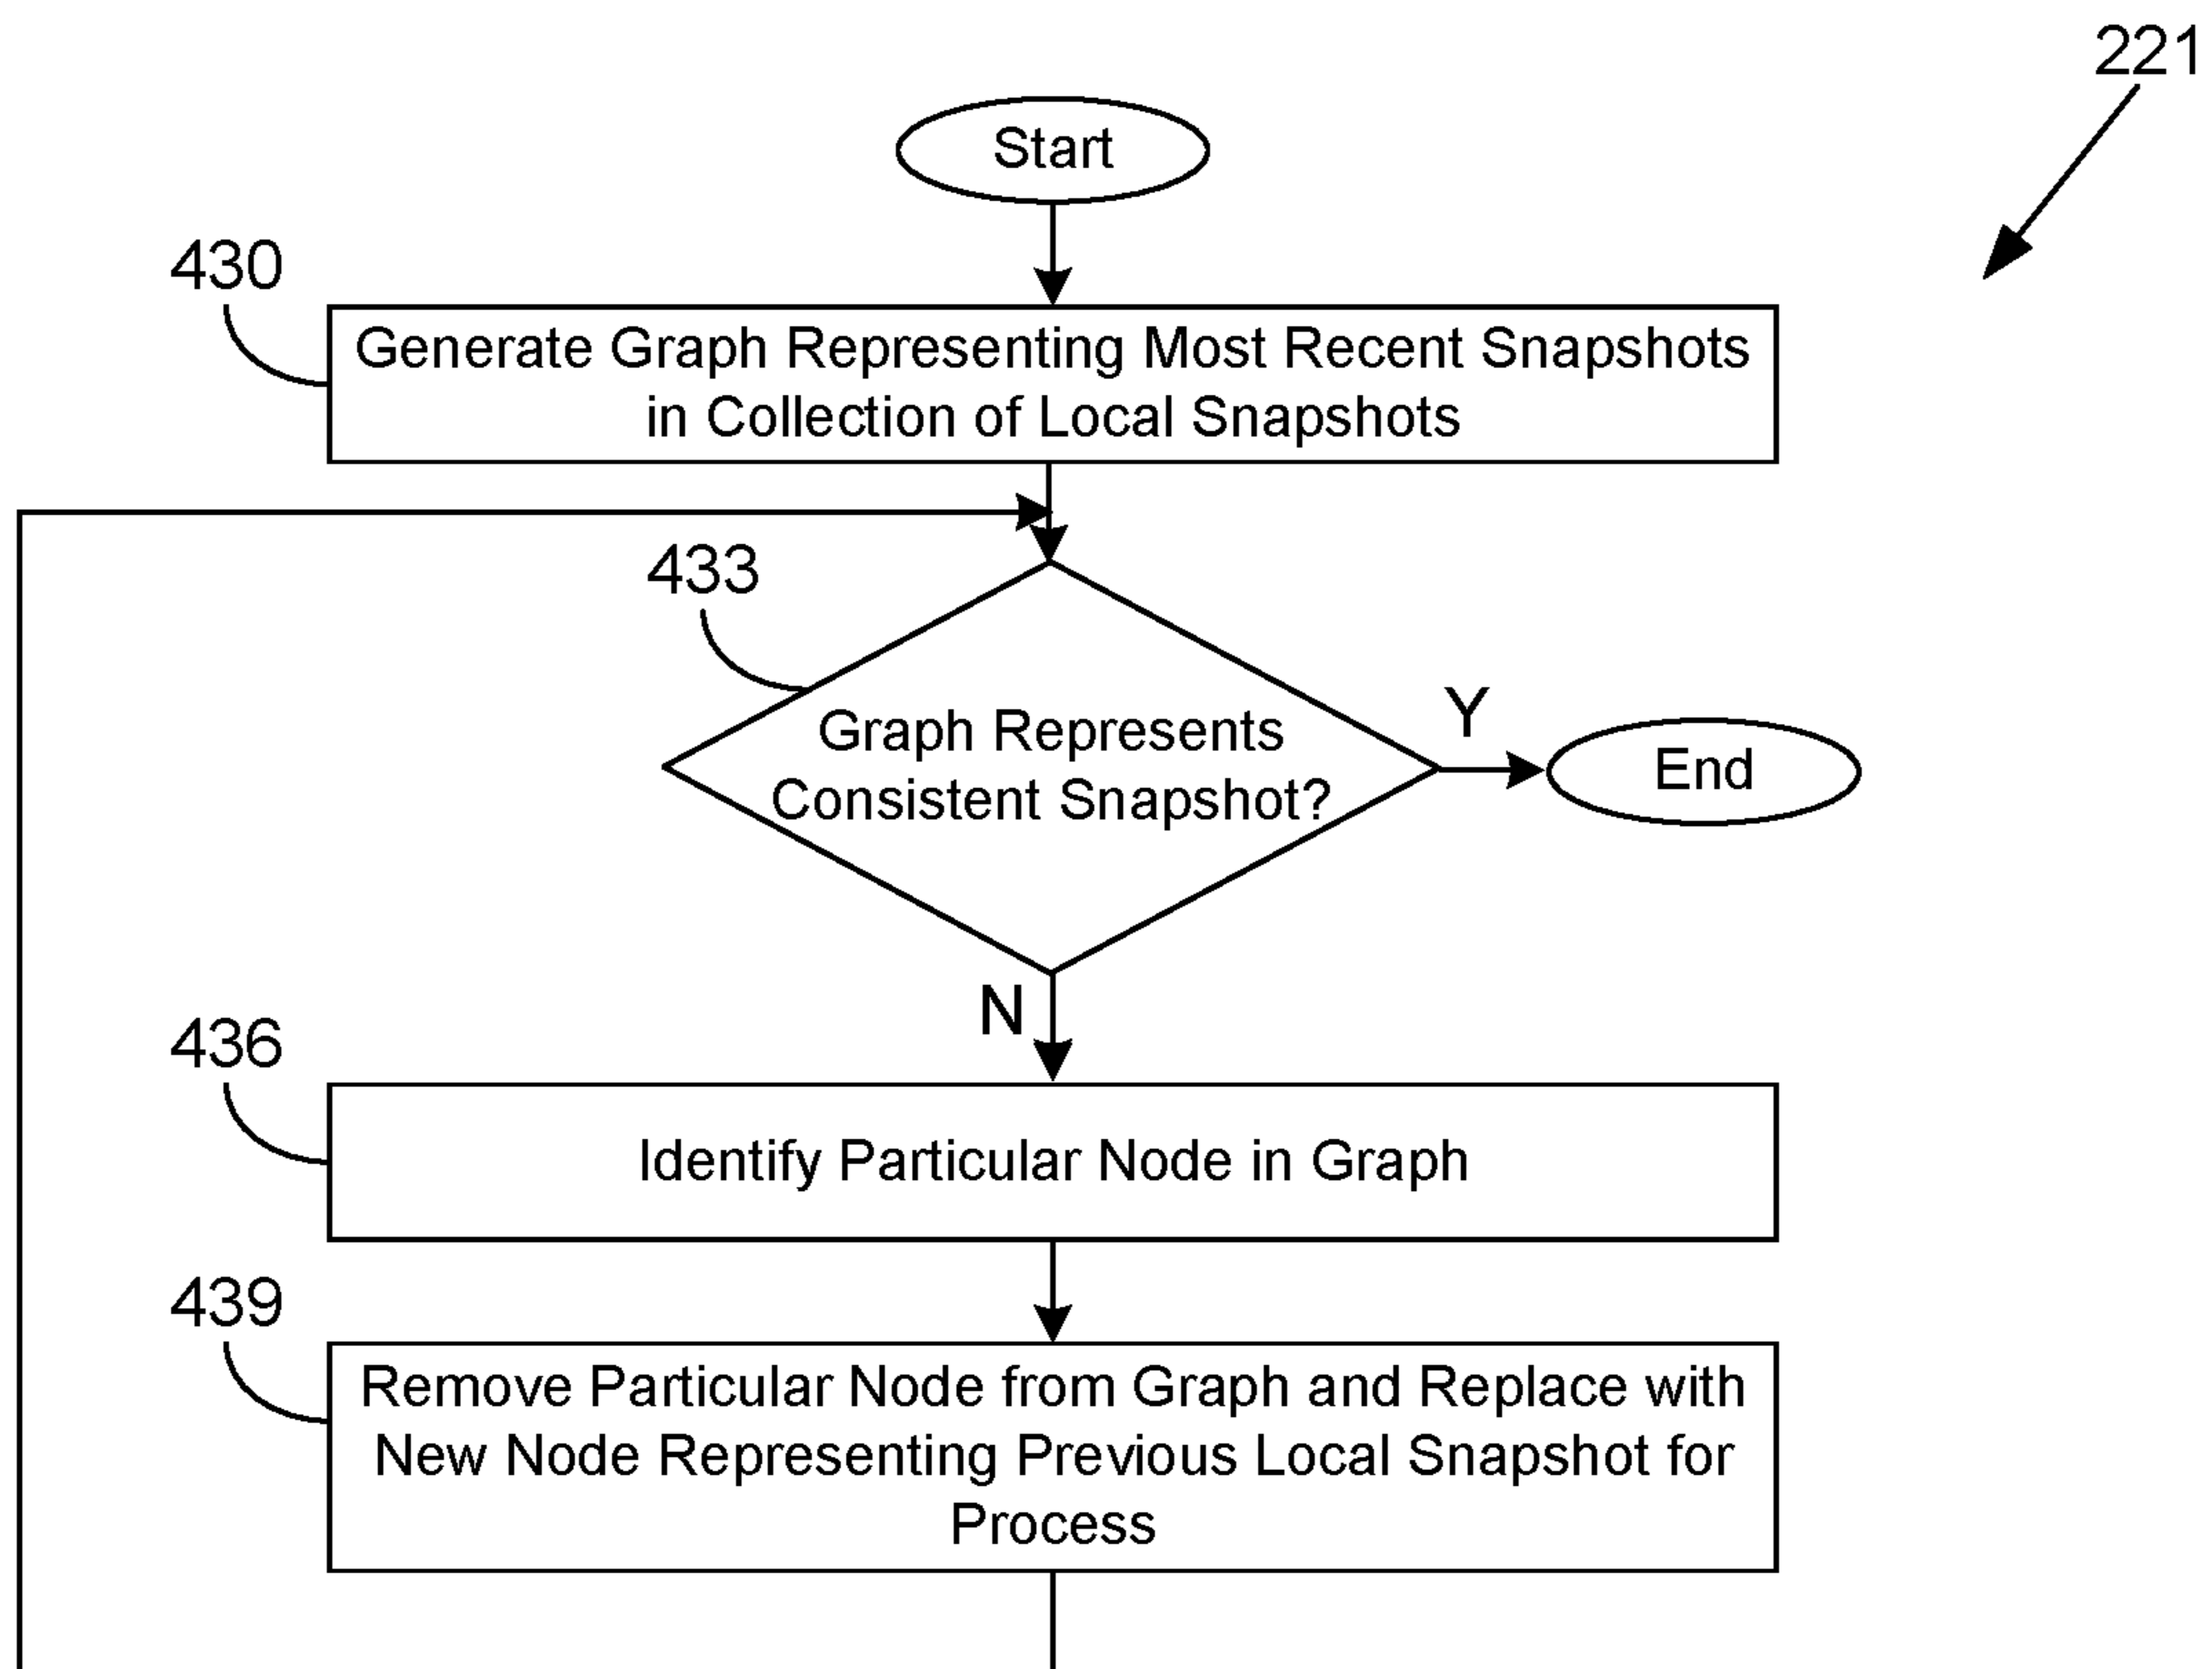 221
Start
430
Generate Graph Representing Most Recent Snapshots
in Collection of Local Snapshots
433
Graph Represents
Consistent Snapshot?
Y
End
N
436
Identify Particular Node in Graph
439
Remove Particular Node from Graph and Replace with
New Node Representing Previous Local Snapshot for
Process